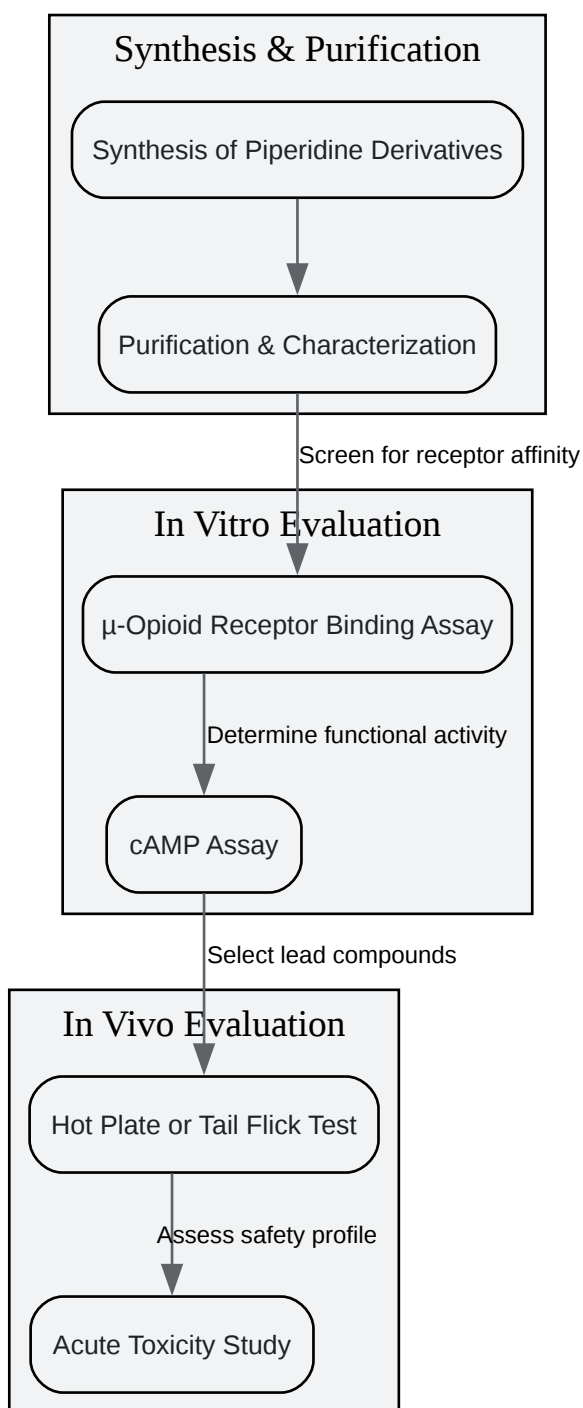 Synthesis & Purification
Synthesis of Piperidine Derivatives
Purification & Characterization
Screen for receptor affinity
In Vitro Evaluation
µ-Opioid Receptor Binding Assay
Determine functional activity
cAMP Assay
Select lead compounds
In Vivo Evaluation
Hot Plate or Tail Flick Test
Assess safety profile
Acute Toxicity Study